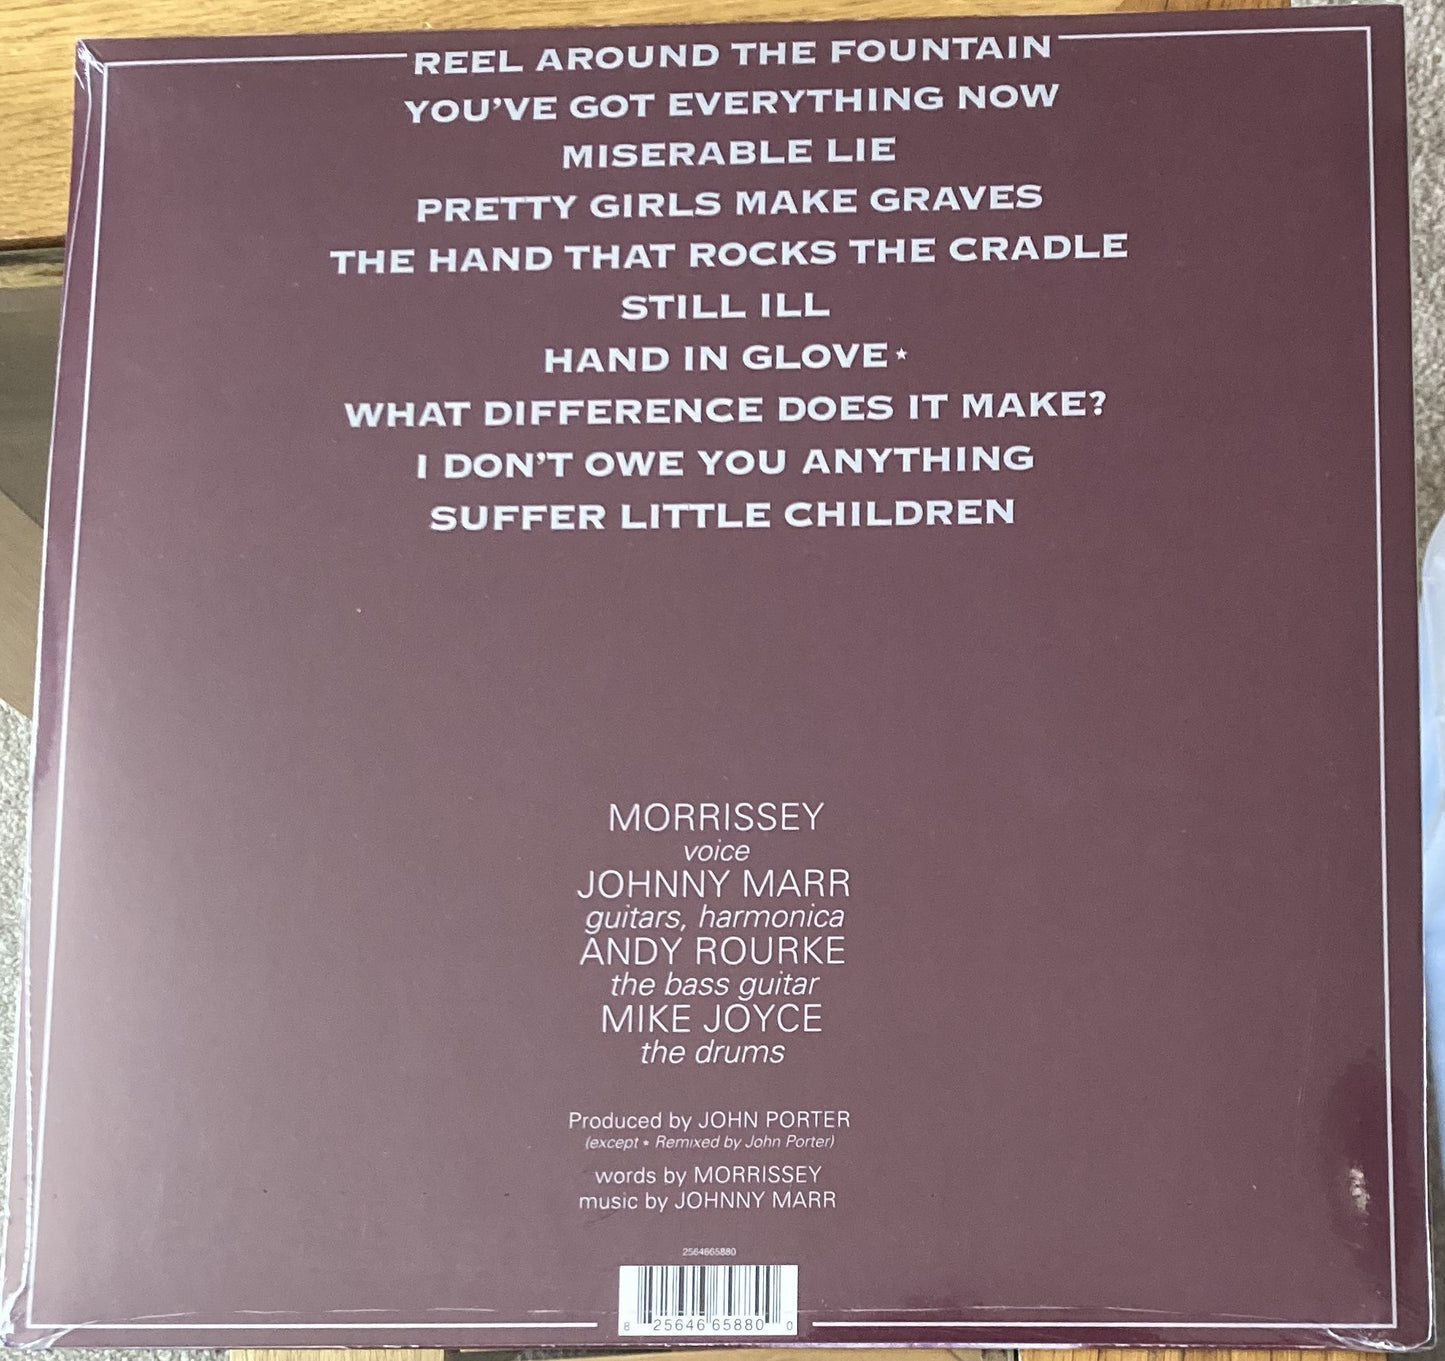 REEL AROUND THE FOUNTAIN
YOU'VE GOT EVERYTHING NOW
MISERABLE LIE
PRETTY GIRLS MAKE GRAVES
THE HAND THAT ROCKS THE CRADLE
STILL ILL
HAND IN GLOVE ★
WHAT DIFFERENCE DOES IT MAKE?
I DON'T OWE YOU ANYTHING
SUFFER LITTLE CHILDREN
MORRISSEY
voice
JOHNNY MARR
guitars, harmonica
ANDY ROURKE
the bass guitar
MIKE JOYCE
the drums
Produced by JOHN PORTER
(except ★ Remixed by John Porter)
words by MORRISSEY
music by JOHNNY MARR
2564665880
8 25646 65880 0